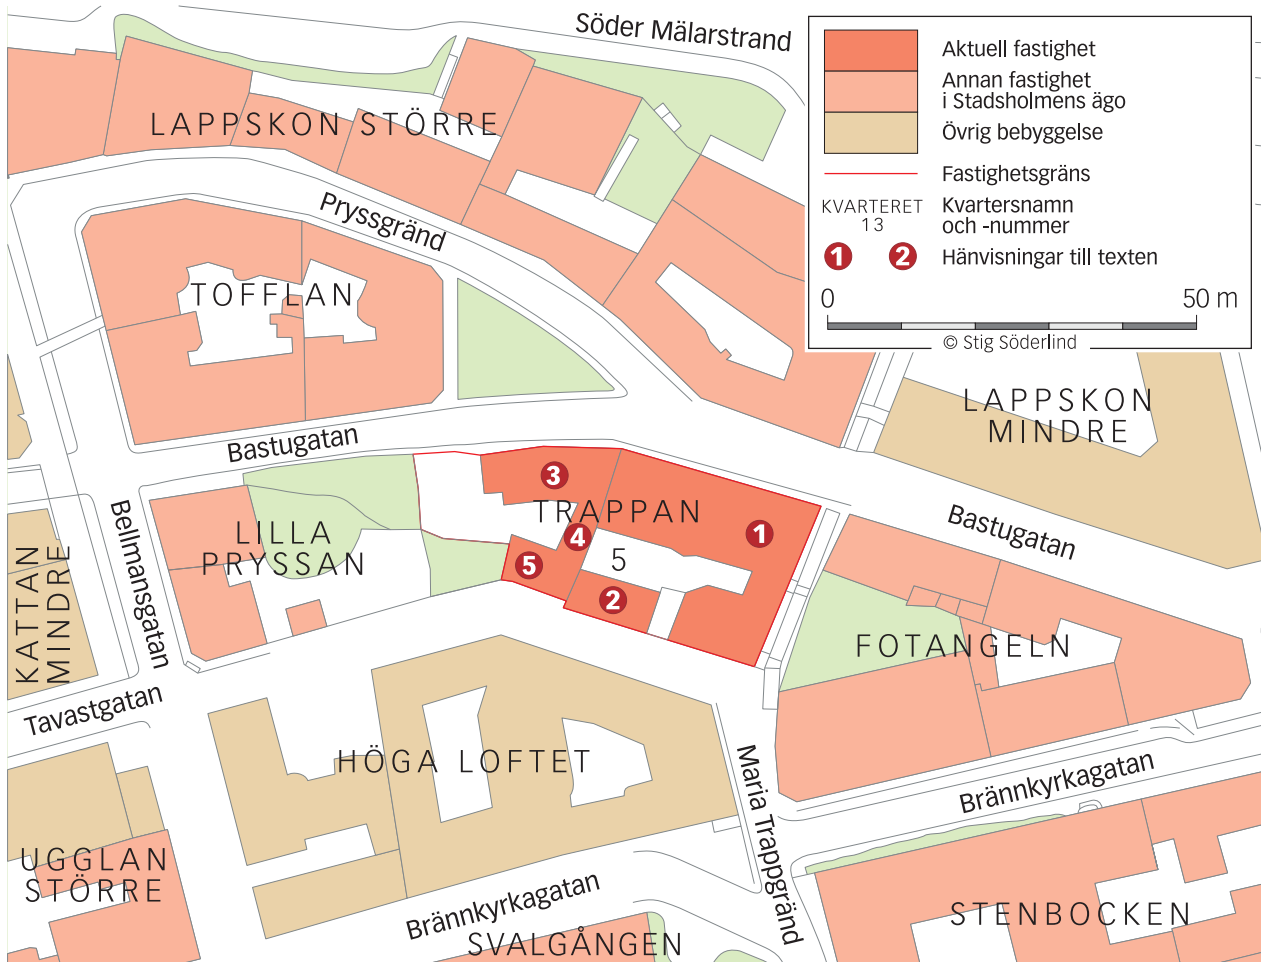 Söder Mälarstrand
Aktuell fastighet
Annan fastighet
i Stadsholmens ägo
Övrig bebyggelse
Fastighetsgräns
KVARTERET
13
Kvartersnamn
och -nummer
1 2
Hänvisningar till texten
0 50 m
© Stig Söderlind
LAPPSKON STÖRRE
Pryssgränd
TOFFLAN
LAPPSKON
MINDRE
Bastugatan
Bastugatan
3
TRAPPAN
1
4
5
5
2
LILLA
PRYSSAN
Bellmansgatan
KATTAN
MINDRE
FOTANGELN
Tavastgatan
HÖGA LOFTET
Maria Trappgränd
Brännkyrkagatan
UGGLAN
STÖRRE
Brännkyrkagatan
STENBOCKEN
SVALGÅNGEN